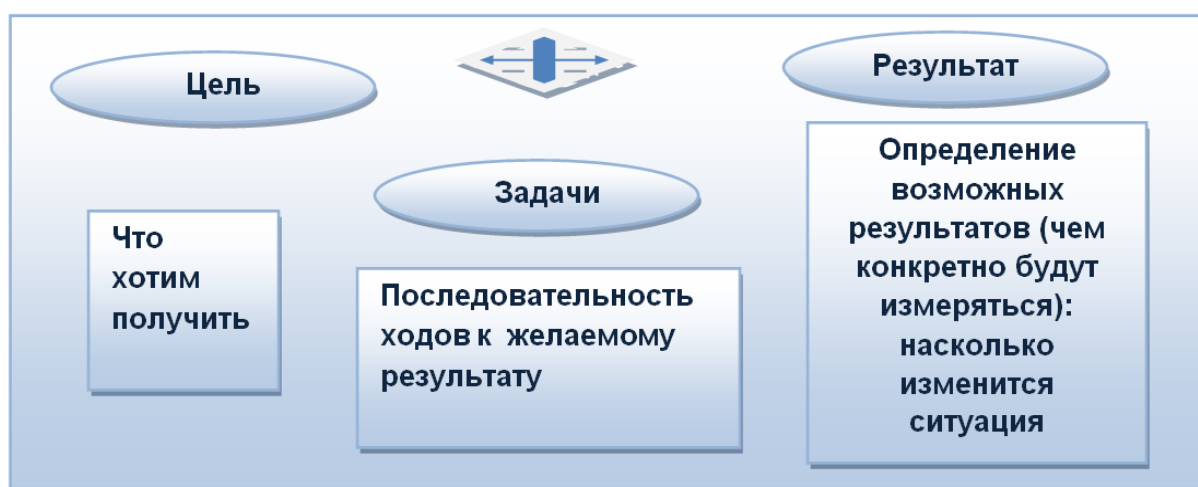 Цель
Что
хотим
получить
Задачи
Последовательность
ходов к желаемому
результату
Результат
Определение
возможных
результатов (чем
конкретно будут
измеряться):
насколько
изменится
ситуация